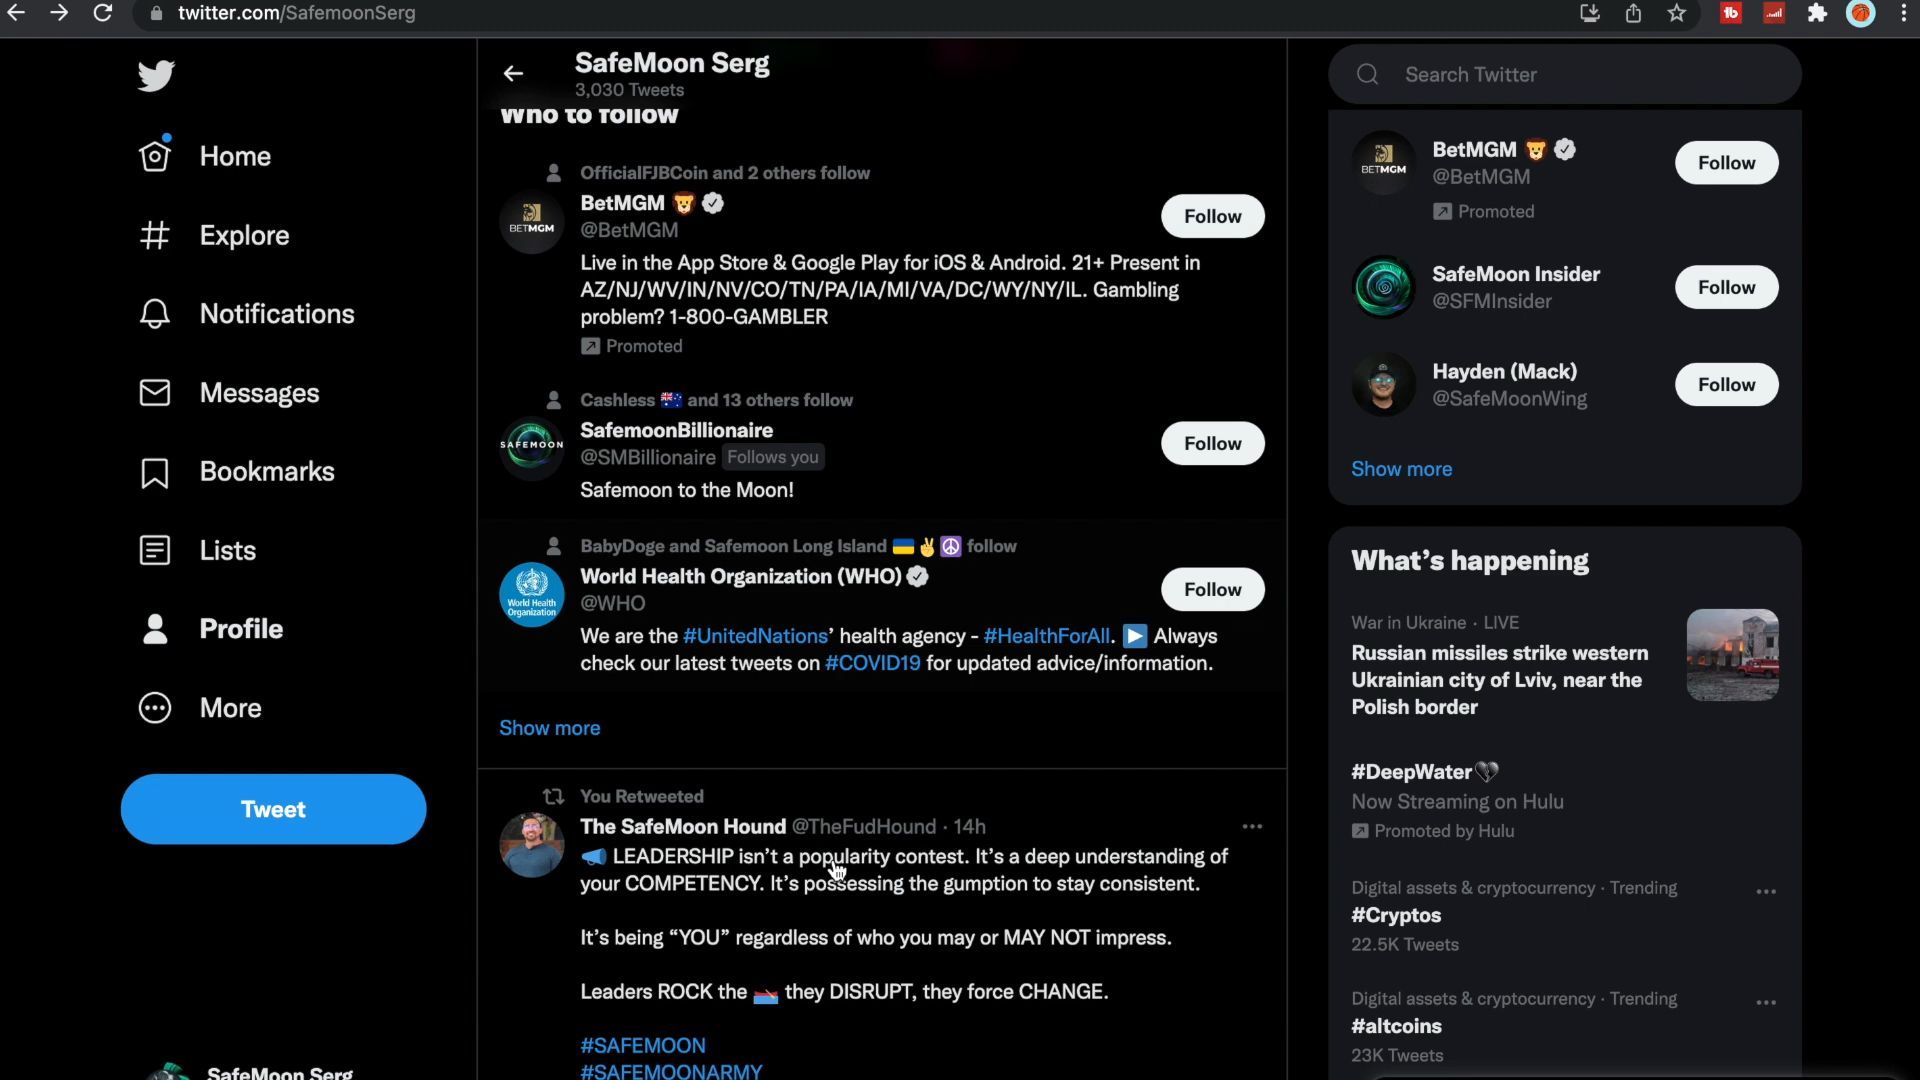 twitter.com/SafemoonSerg
SafeMoon Serg
3,030 Tweets
Home
Explore
Notifications
Messages
Bookmarks
Lists
Profile
More
Tweet
SafeMoon Serg
Who to follow
OfficialFJBCoin and 2 others follow
BETMGM
BetMGM 🦁
@BetMGM
Follow
Live in the App Store & Google Play for iOS & Android. 21+ Present in
AZ/NJ/WV/IN/NV/CO/TN/PA/IA/MI/VA/DC/WY/NY/IL. Gambling
problem? 1-800-GAMBLER
Promoted
Cashless 🇦🇺 and 13 others follow
SAFEMOON
SafemoonBillionaire
@SMBillionaire Follows you
Follow
Safemoon to the Moon!
BabyDoge and Safemoon Long Island 🇺🇦✌️☮️ follow
World Health Organization
World Health Organization (WHO)
@WHO
Follow
We are the #UnitedNations’ health agency - #HealthForAll. ▶️ Always
check our latest tweets on #COVID19 for updated advice/information.
Show more
You Retweeted
The SafeMoon Hound @TheFudHound · 14h
📣 LEADERSHIP isn’t a popularity contest. It’s a deep understanding of
your COMPETENCY. It’s possessing the gumption to stay consistent.
It’s being “YOU” regardless of who you may or MAY NOT impress.
Leaders ROCK the 🚣 they DISRUPT, they force CHANGE.
#SAFEMOON
#SAFEMOONARMY
Search Twitter
BETMGM
BetMGM 🦁
@BetMGM
Follow
Promoted
SafeMoon Insider
@SFMInsider
Follow
Hayden (Mack)
@SafeMoonWing
Follow
Show more
What’s happening
War in Ukraine · LIVE
Russian missiles strike western
Ukrainian city of Lviv, near the
Polish border
#DeepWater💔
Now Streaming on Hulu
Promoted by Hulu
Digital assets & cryptocurrency · Trending
#Cryptos
22.5K Tweets
Digital assets & cryptocurrency · Trending
#altcoins
23K Tweets